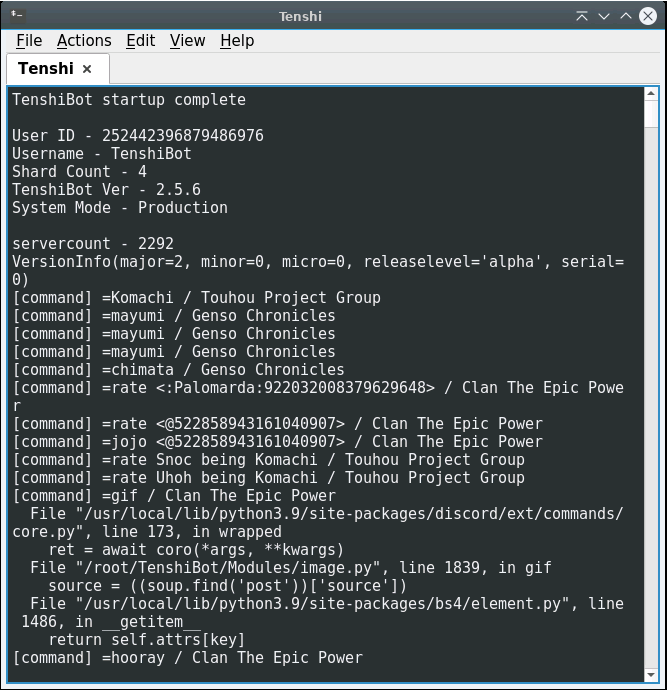 Tenshi
File Actions Edit View Help
Tenshi
TenshiBot startup complete
User ID - 252442396879486976
Username - TenshiBot
Shard Count - 4
TenshiBot Ver - 2.5.6
System Mode - Production
servercount - 2292
VersionInfo(major=2, minor=0, micro=0, releaselevel='alpha', serial=
0)
[command] =Komachi / Touhou Project Group
[command] =mayumi / Genso Chronicles
[command] =mayumi / Genso Chronicles
[command] =mayumi / Genso Chronicles
[command] =chimata / Genso Chronicles
[command] =rate <:Palomarda:922032008379629648> / Clan The Epic Powe
r
[command] =rate <@522858943161040907> / Clan The Epic Power
[command] =jojo <@522858943161040907> / Clan The Epic Power
[command] =rate Snoc being Komachi / Touhou Project Group
[command] =rate Uhoh being Komachi / Touhou Project Group
[command] =gif / Clan The Epic Power
  File "/usr/local/lib/python3.9/site-packages/discord/ext/commands/
core.py", line 173, in wrapped
    ret = await coro(*args, **kwargs)
  File "/root/TenshiBot/Modules/image.py", line 1839, in gif
    source = ((soup.find('post'))['source'])
  File "/usr/local/lib/python3.9/site-packages/bs4/element.py", line
 1486, in __getitem__
    return self.attrs[key]
[command] =hooray / Clan The Epic Power